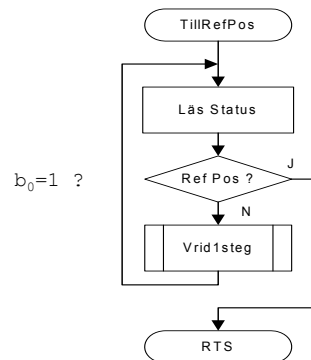 TillRefPos
Läs Status
b₀=1 ?
Ref Pos ?
J
N
Vrid1steg
RTS